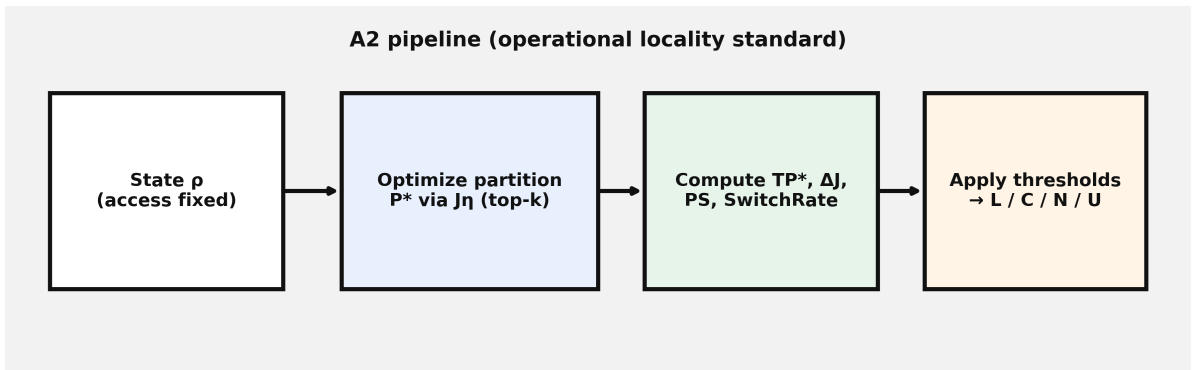 A2 pipeline (operational locality standard)
State ρ
(access fixed)
Optimize partition
P* via Jη (top-k)
Compute TP*, ΔJ,
PS, SwitchRate
Apply thresholds
→ L / C / N / U